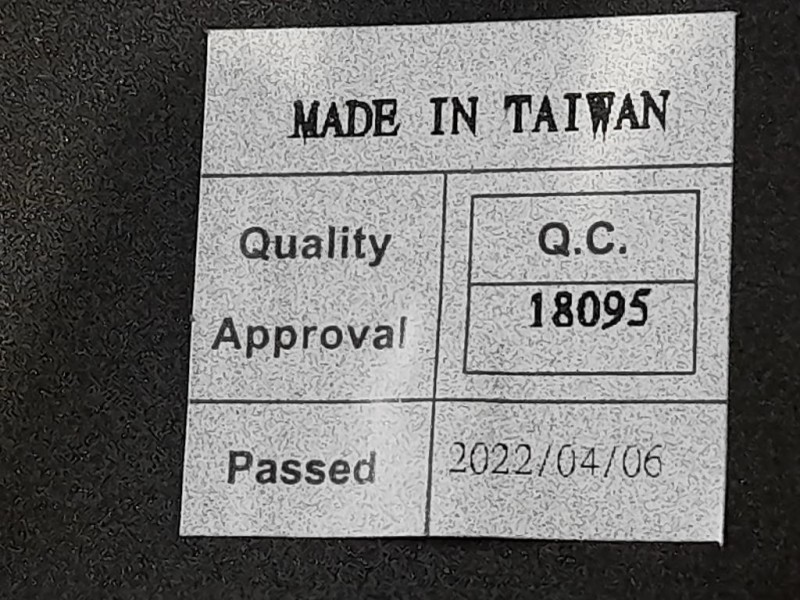 MADE IN TAIWAN
Quality
Approval
Q.C.
18095
Passed
2022/04/06